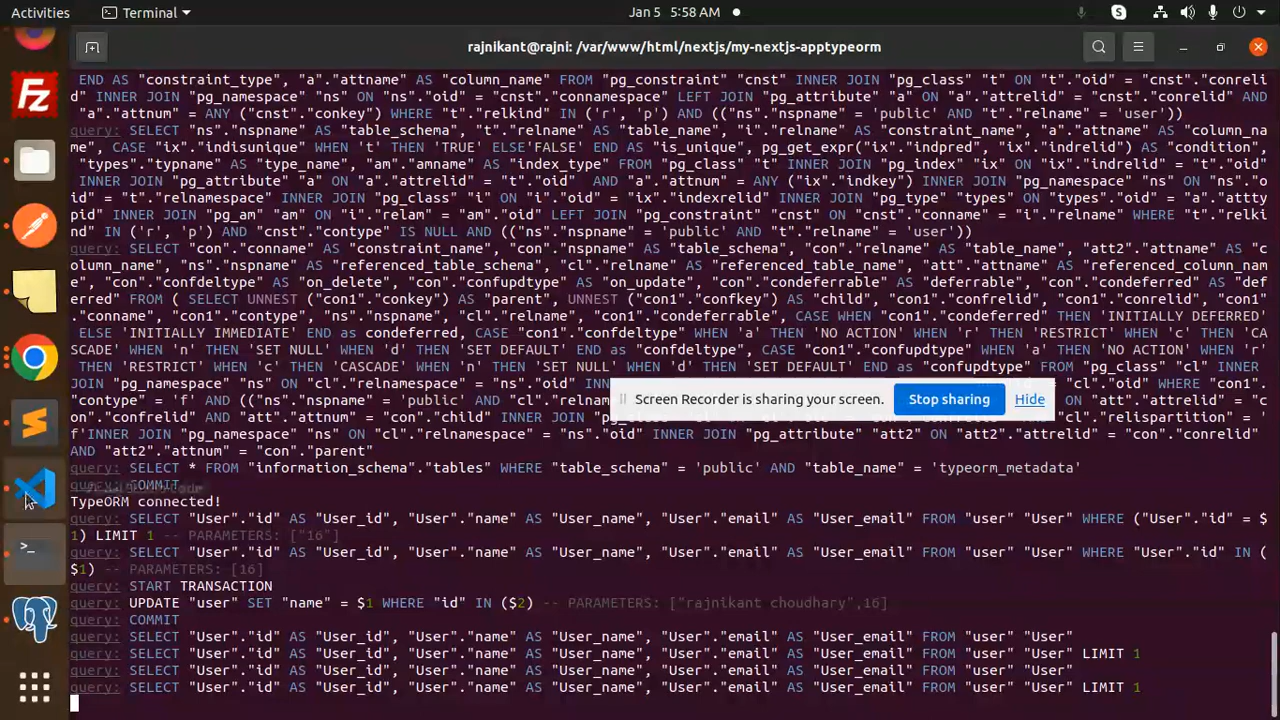 Activities
Terminal
Jan 5 5:58 AM
rajnikant@rajni: /var/www/html/nextjs/my-nextjs-apptypeorm
END AS "constraint_type", "a"."attname" AS "column_name" FROM "pg_constraint" "cnst" INNER JOIN "pg_class" "t" ON "t"."oid" = "cnst"."conreli
d" INNER JOIN "pg_namespace" "ns" ON "ns"."oid" = "cnst"."connamespace" LEFT JOIN "pg_attribute" "a" ON "a"."attrelid" = "cnst"."conrelid" AND
"a"."attnum" = ANY ("cnst"."conkey") WHERE "t"."relkind" IN ('r', 'p') AND (("ns"."nspname" = 'public' AND "t"."relname" = 'user'))
query: SELECT "ns"."nspname" AS "table_schema", "t"."relname" AS "table_name", "i"."relname" AS "constraint_name", "a"."attname" AS "column_na
me", CASE "ix"."indisunique" WHEN 't' THEN 'TRUE' ELSE'FALSE' END AS "is_unique", pg_get_expr("ix"."indpred", "ix"."indrelid") AS "condition",
"types"."typname" AS "type_name", "am"."amname" AS "index_type" FROM "pg_class" "t" INNER JOIN "pg_index" "ix" ON "ix"."indrelid" = "t"."oid"
INNER JOIN "pg_attribute" "a" ON "a"."attrelid" = "t"."oid" AND "a"."attnum" = ANY ("ix"."indkey") INNER JOIN "pg_namespace" "ns" ON "ns"."o
id" = "t"."relnamespace" INNER JOIN "pg_class" "i" ON "i"."oid" = "ix"."indexrelid" INNER JOIN "pg_type" "types" ON "types"."oid" = "a"."attty
pid" INNER JOIN "pg_am" "am" ON "i"."relam" = "am"."oid" LEFT JOIN "pg_constraint" "cnst" ON "cnst"."conname" = "i"."relname" WHERE "t"."relki
nd" IN ('r', 'p') AND "cnst"."contype" IS NULL AND (("ns"."nspname" = 'public' AND "t"."relname" = 'user'))
query: SELECT "con"."conname" AS "constraint_name", "con"."nspname" AS "table_schema", "con"."relname" AS "table_name", "att2"."attname" AS "c
olumn_name", "ns"."nspname" AS "referenced_table_schema", "cl"."relname" AS "referenced_table_name", "att"."attname" AS "referenced_column_nam
e", "con"."confdeltype" AS "on_delete", "con"."confupdtype" AS "on_update", "con"."condeferrable" AS "deferrable", "con"."condeferred" AS "def
erred" FROM ( SELECT UNNEST ("con1"."conkey") AS "parent", UNNEST ("con1"."confkey") AS "child", "con1"."confrelid", "con1"."conrelid", "con1"
."conname", "con1"."contype", "ns"."nspname", "cl"."relname", "con1"."condeferrable", CASE WHEN "con1"."condeferred" THEN 'INITIALLY DEFERRED'
ELSE 'INITIALLY IMMEDIATE' END as condeferred, CASE "con1"."confdeltype" WHEN 'a' THEN 'NO ACTION' WHEN 'r' THEN 'RESTRICT' WHEN 'c' THEN 'CA
SCADE' WHEN 'n' THEN 'SET NULL' WHEN 'd' THEN 'SET DEFAULT' END as "confdeltype", CASE "con1"."confupdtype" WHEN 'a' THEN 'NO ACTION' WHEN 'r'
THEN 'RESTRICT' WHEN 'c' THEN 'CASCADE' WHEN 'n' THEN 'SET NULL' WHEN 'd' THEN 'SET DEFAULT' END as "confupdtype" FROM "pg_class" "cl" INNER
JOIN "pg_namespace" "ns" ON "cl"."relnamespace" = "ns"."oid" INN "cl"."oid" WHERE "con1".
"contype" = 'f' AND (("ns"."nspname" = 'public' AND "cl"."rel ON "att"."attrelid" = "co
n"."confrelid" AND "att"."attnum" = "con"."child" INNER JOIN "cl"."relispartition" =
'f'INNER JOIN "pg_namespace" "ns" ON "cl"."relnamespace" = "ns"."oid" INNER JOIN "pg_attribute" "att2" ON "att2"."attrelid" = "con"."conrelid"
AND "att2"."attnum" = "con"."parent"
Screen Recorder is sharing your screen.
Stop sharing
Hide
query: SELECT * FROM "information_schema"."tables" WHERE "table_schema" = 'public' AND "table_name" = 'typeorm_metadata'
query: COMMIT
TypeORM connected!
query: SELECT "User"."id" AS "User_id", "User"."name" AS "User_name", "User"."email" AS "User_email" FROM "user" "User" WHERE ("User"."id" = $
1) LIMIT 1 -- PARAMETERS: ["16"]
query: SELECT "User"."id" AS "User_id", "User"."name" AS "User_name", "User"."email" AS "User_email" FROM "user" "User" WHERE "User"."id" IN (
$1) -- PARAMETERS: [16]
query: START TRANSACTION
query: UPDATE "user" SET "name" = $1 WHERE "id" IN ($2) -- PARAMETERS: ["rajnikant choudhary",16]
query: COMMIT
query: SELECT "User"."id" AS "User_id", "User"."name" AS "User_name", "User"."email" AS "User_email" FROM "user" "User"
query: SELECT "User"."id" AS "User_id", "User"."name" AS "User_name", "User"."email" AS "User_email" FROM "user" "User" LIMIT 1
query: SELECT "User"."id" AS "User_id", "User"."name" AS "User_name", "User"."email" AS "User_email" FROM "user" "User"
query: SELECT "User"."id" AS "User_id", "User"."name" AS "User_name", "User"."email" AS "User_email" FROM "user" "User" LIMIT 1